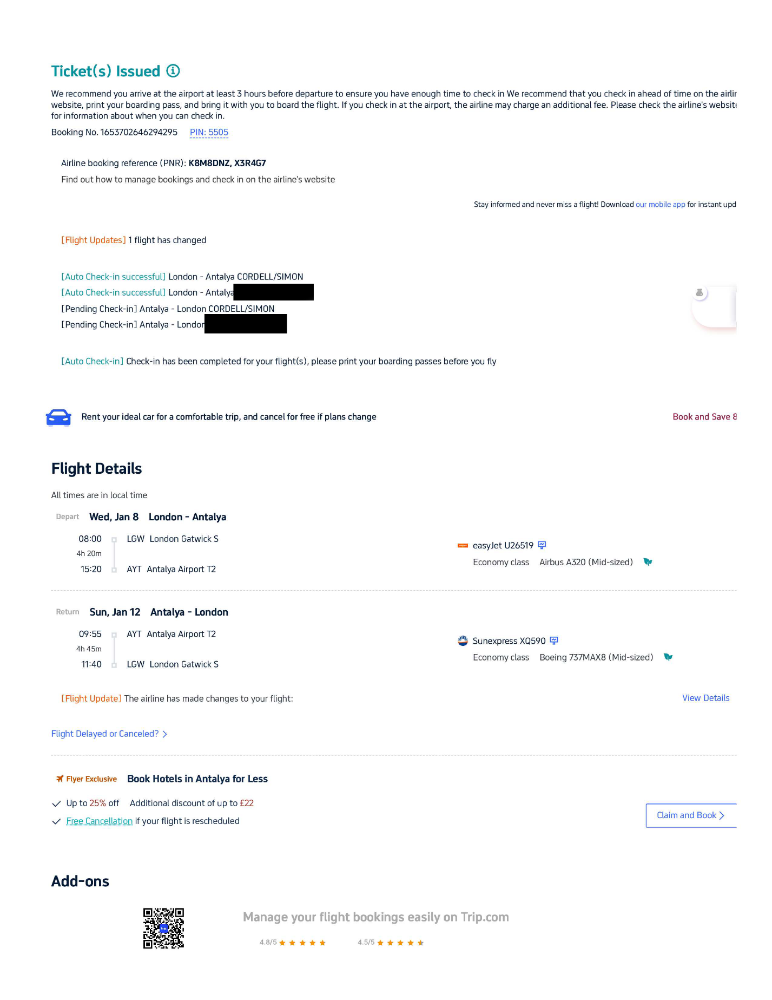 Ticket(s) Issued
We recommend you arrive at the airport at least 3 hours before departure to ensure you have enough time to check in We recommend that you check in ahead of time on the
website, print your boarding pass, and bring it with you to board the flight. If you check in at the airport, the airline may charge an additional fee. Please check the airline's
for information about when you can check in.
Booking No. 1653702646294295 PIN: 5505
Airline booking reference (PNR): K8M8DNZ, X3R4G7
Find out how to manage bookings and check in on the airline's website
Stay informed and never miss a flight! Download our mobile app for instant upd
[Flight Updates] 1 flight has changed
[Auto Check-in successful] London - Antalya CORDELL/SIMON
[Auto Check-in successful] London - Antalya
[Pending Check-in] Antalya - London CORDELL/SIMON
[Pending Check-in] Antalya - London
[Auto Check-in] Check-in has been completed for your flight(s), please print your boarding passes before you fly
Rent your ideal car for a comfortable trip, and cancel for free if plans change
Book and Save 8
Flight Details
All times are in local time
Depart Wed, Jan 8 London - Antalya
08:00 LGW London Gatwick S
easyJet U26519
4h 20m
Economy class Airbus A320 (Mid-sized)
15:20 AYT Antalya Airport T2
Return Sun, Jan 12 Antalya - London
09:55 AYT Antalya Airport T2
Sunexpress XQ590
4h 45m
Economy class Boeing 737MAX8 (Mid-sized)
11:40 LGW London Gatwick S
[Flight Update] The airline has made changes to your flight:
View Details
Flight Delayed or Canceled?
Flyer Exclusive Book Hotels in Antalya for Less
Up to 25% off Additional discount of up to £22
Claim and Book
Free Cancellation if your flight is rescheduled
Add-ons
Manage your flight bookings easily on Trip.com
4.8/5 4.5/5